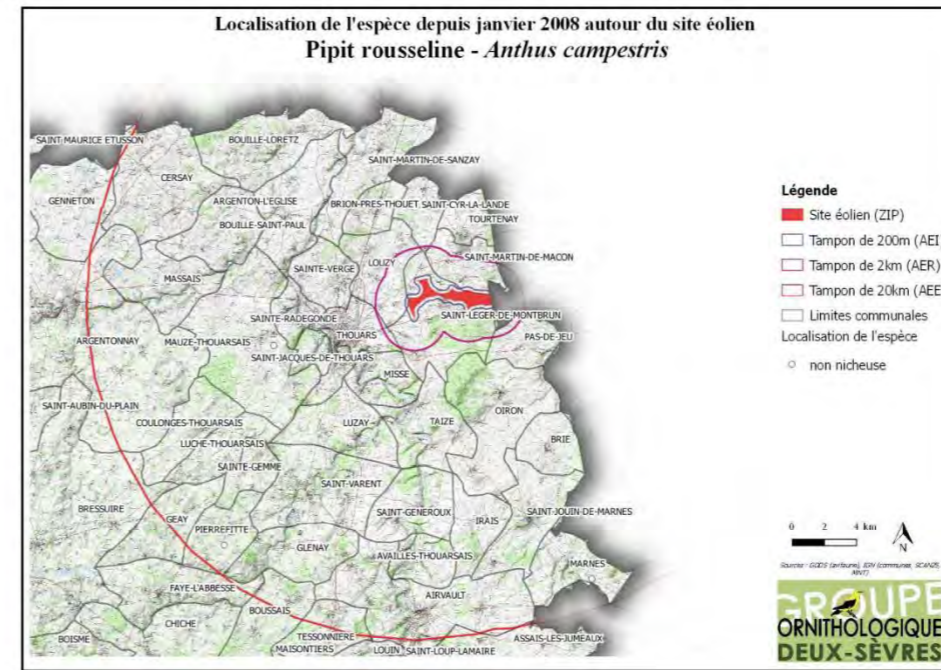 Localisation de l'espèce depuis janvier 2008 autour du site éolien
Pipit rousseline - Anthus campestris
SAINT-MAURICE ETUSSON
BOUILLE-LORETZ
SAINT-MARTIN-DE-SANZAY
CERSAY
GENNETON
ARGENTON-L'EGLISE
BRION-PRES-THOUET
SAINT-CYR-LA-LANDE
TOURTENAY
BOUILLE-SAINT-PAUL
SAINT-MARTIN-DE-MACON
LOUZY
SAINTE-VERGE
MASSAIS
SAINTE-RADEGONDE
SAINT-LEGER-DE-MONTBRUN
THOUARS
PAS-DE-JEU
ARGENTONNAY
MAUZE-THOUARSAIS
SAINT-JACQUES-DE-THOUARS
MISSE
SAINT-AUBIN-DU-PLAIN
OIRON
COULONGES-THOUARSAIS
LUZAY
TAIZE
BRIE
LUCHE-THOUARSAIS
SAINTE-GEMME
SAINT-VARENT
BRESSUIRE
GEAY
SAINT-GENEROUX
IRAIS
SAINT-JOUIN-DE-MARNES
PIERREFITTE
GLENAY
AVAILLES-THOUARSAIS
MARNES
FAYE-L'ABBESSE
AIRVAULT
BOUSSAIS
CHICHE
ASSAIS-LES-JUMEAUX
BOISME
TESSONNIERE
MAISONTIERS
LOUIN
SAINT-LOUP-LAMAIRE
Légende
Site éolien (ZIP)
Tampon de 200m (AEI
Tampon de 2km (AER)
Tampon de 20km (AEE
Limites communales
Localisation de l'espèce
non nicheuse
0 2 4 km
N
Sources : GODS (avifaune), IGN (communes, SCAN25,
MNT)
GROUPE
ORNITHOLOGIQUE
DEUX-SÈVRES